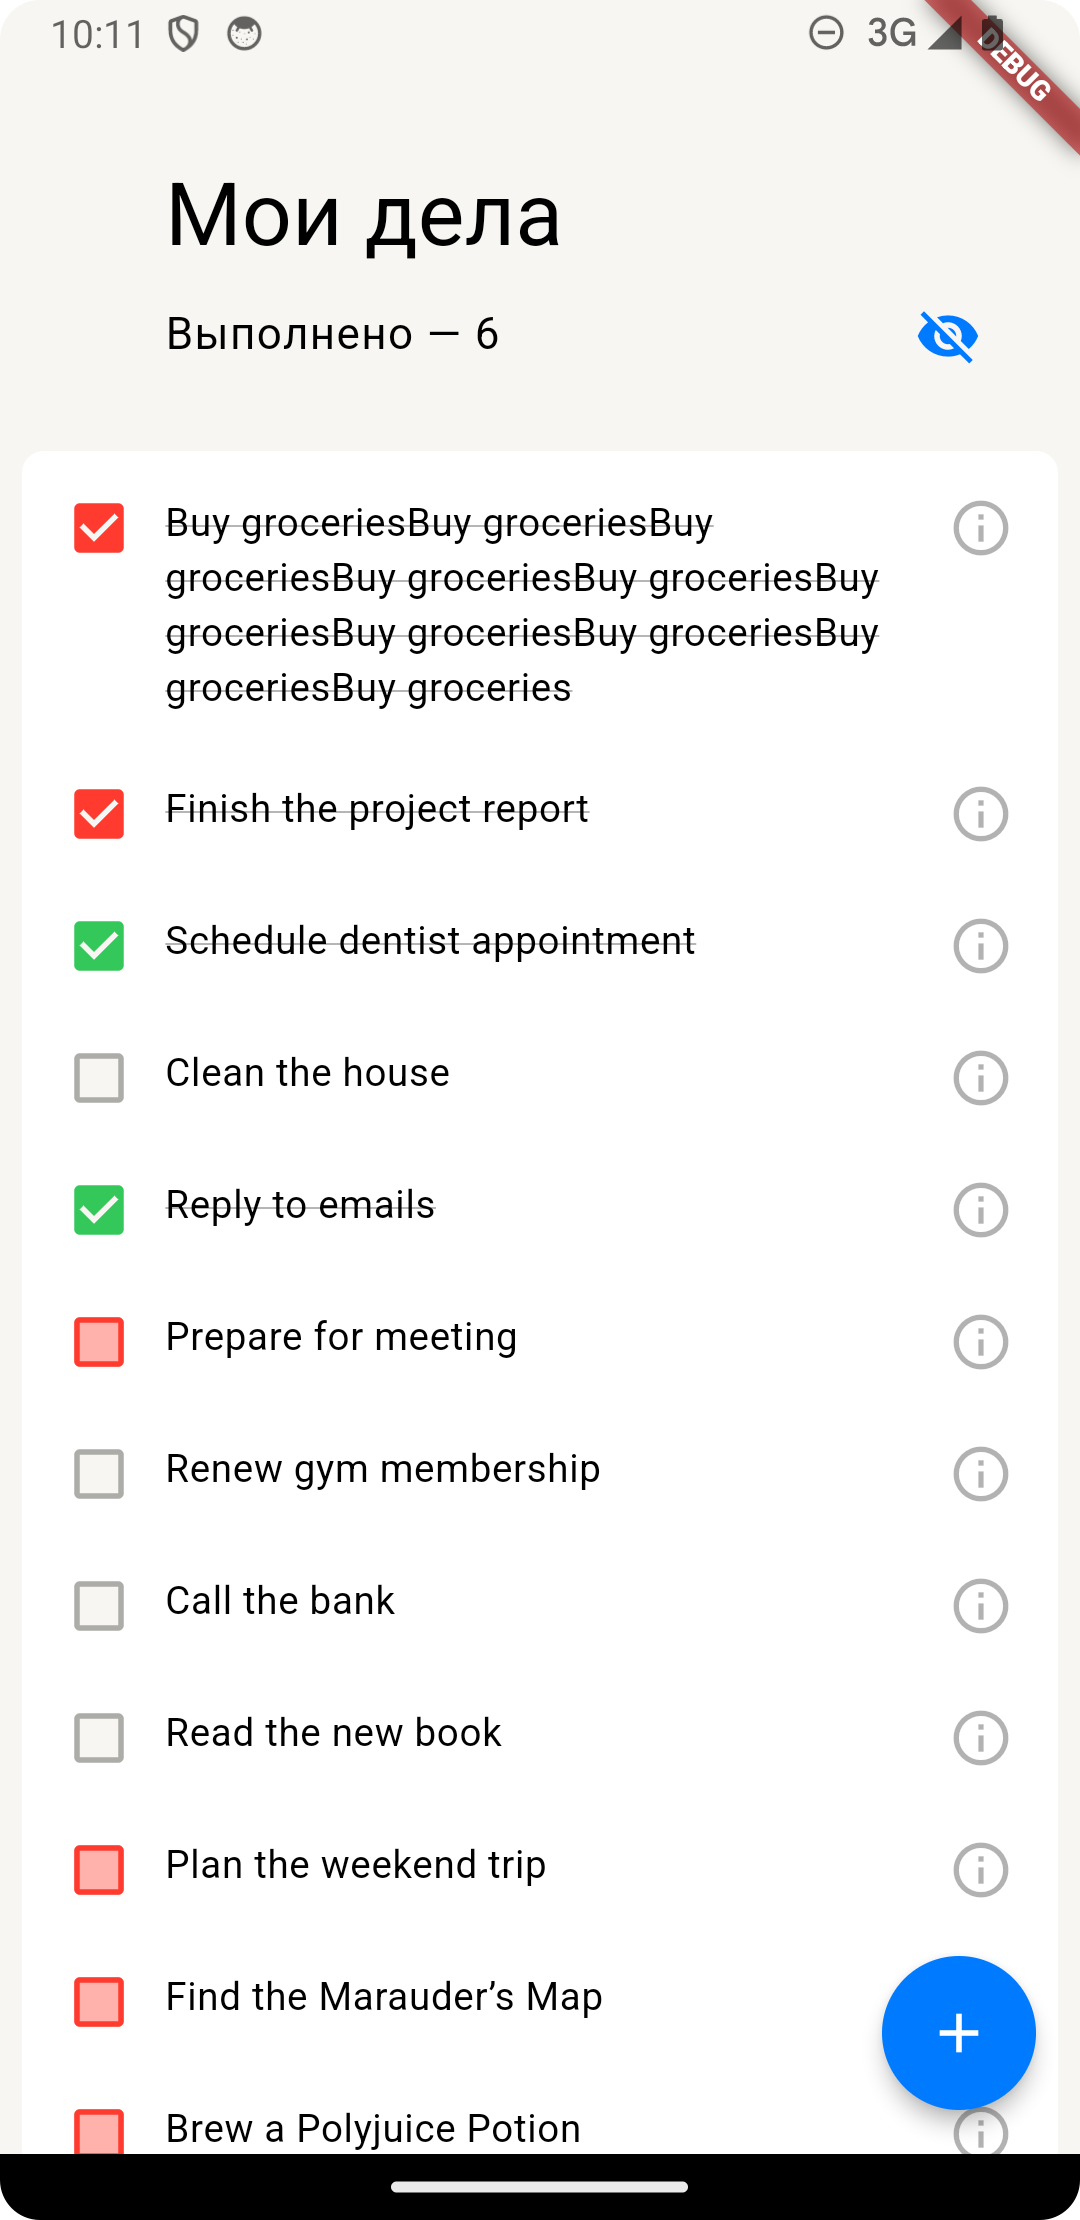 10:11
3G
DEBUG
Мои дела
Выполнено — 6
Buy groceriesBuy groceriesBuy
groceriesBuy groceriesBuy groceriesBuy
groceriesBuy groceriesBuy groceriesBuy
groceriesBuy groceries
Finish the project report
Schedule dentist appointment
Clean the house
Reply to emails
Prepare for meeting
Renew gym membership
Call the bank
Read the new book
Plan the weekend trip
Find the Marauder’s Map
Brew a Polyjuice Potion